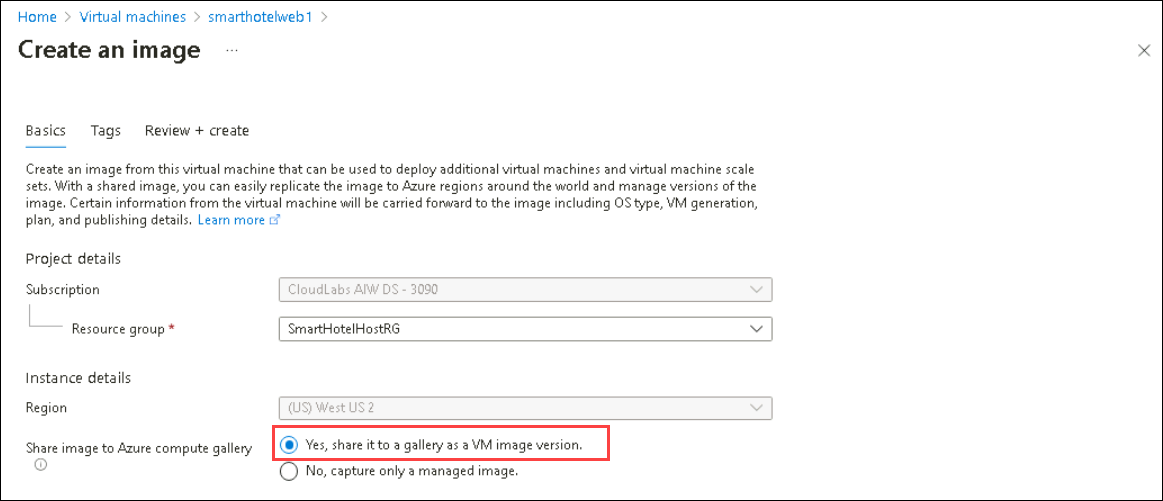 Home > Virtual machines > smarthotelweb1 >
Create an image ...
Basics Tags Review + create
Create an image from this virtual machine that can be used to deploy additional virtual machines and virtual machine scale
sets. With a shared image, you can easily replicate the image to Azure regions around the world and manage versions of the
image. Certain information from the virtual machine will be carried forward to the image including OS type, VM generation,
plan, and publishing details. Learn more
Project details
Subscription CloudLabs AIW DS - 3090
Resource group * SmartHotelHostRG
Instance details
Region (US) West US 2
Share image to Azure compute gallery Yes, share it to a gallery as a VM image version.
No, capture only a managed image.